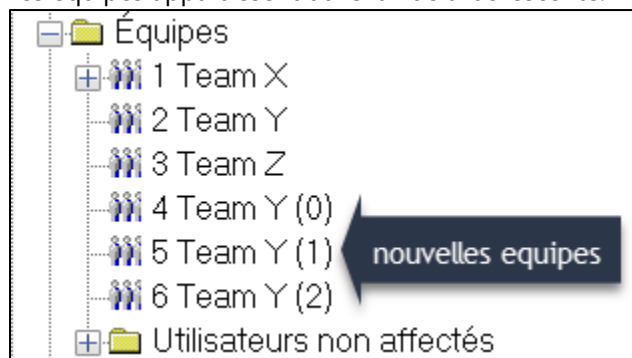 Équipes
1 Team X
2 Team Y
3 Team Z
4 Team Y (0)
5 Team Y (1)
nouvelles equipes
6 Team Y (2)
Utilisateurs non affectés